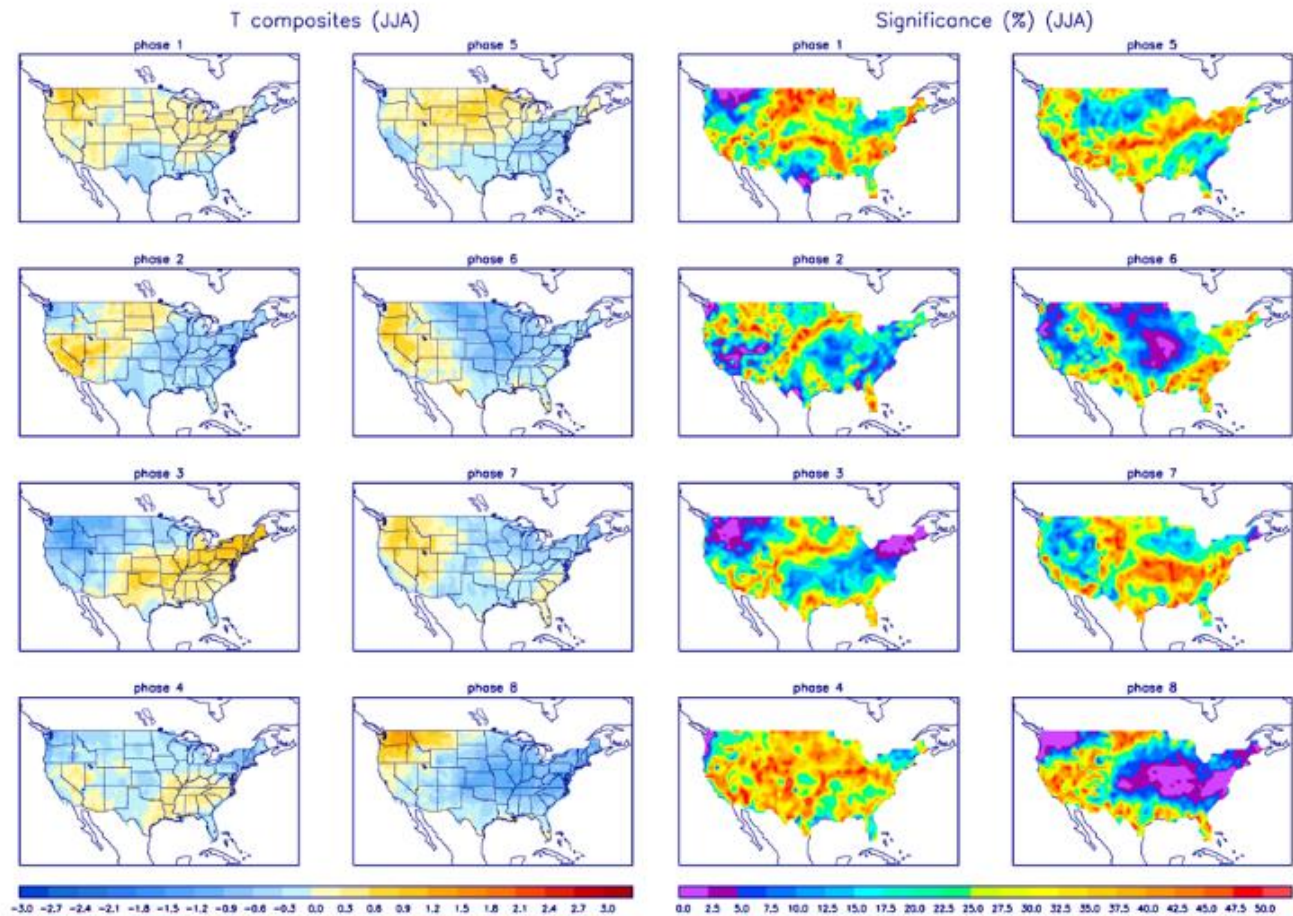 T composites (JJA) Significance (%) (JJA)
phase 1 phase 5 phase 1 phase 5
phase 2 phase 6 phase 2 phase 6
phase 3 phase 7 phase 3 phase 7
phase 4 phase 8 phase 4 phase 8
-3.0 -2.7 -2.4 -2.1 -1.8 -1.5 -1.2 -0.9 -0.6 -0.3 0.0 0.3 0.6 0.9 1.2 1.5 1.8 2.1 2.4 2.7 3.0 0.0 2.5 5.0 7.5 10.0 12.5 15.0 17.5 20.0 22.5 25.0 27.5 30.0 32.5 35.0 37.5 40.0 42.5 45.0 47.5 50.0